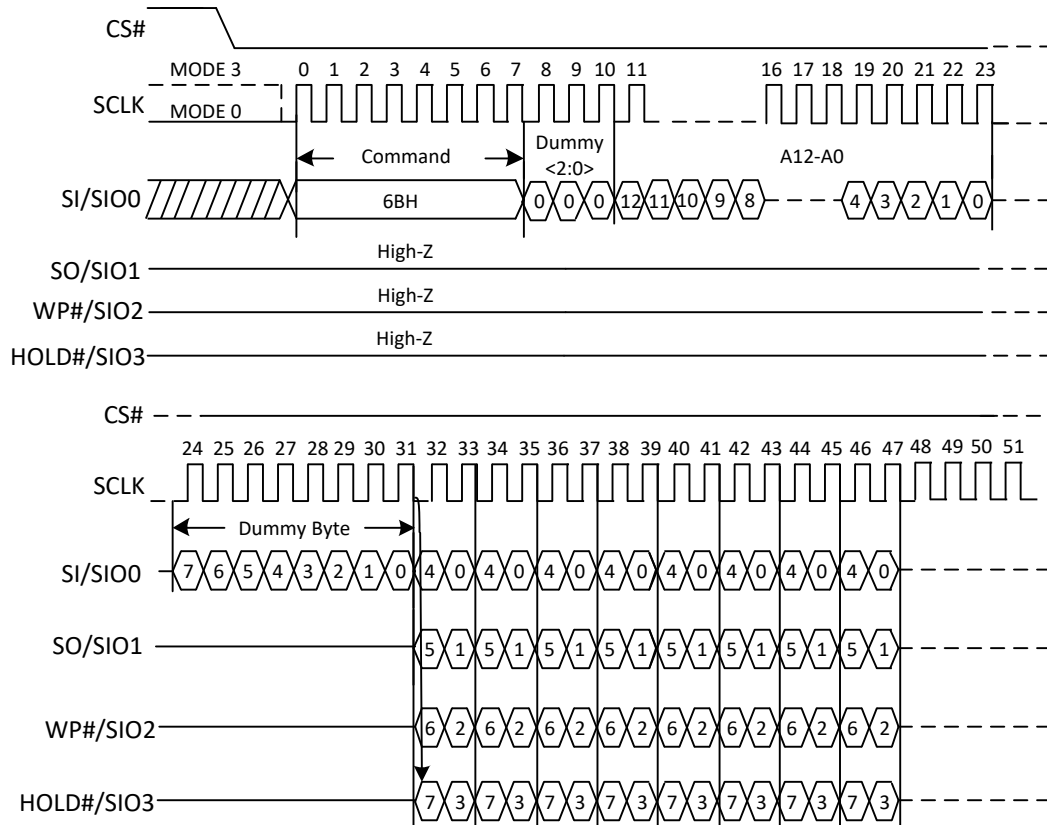 CS#
MODE 3 0 1 2 3 4 5 6 7 8 9 10 11 16 17 18 19 20 21 22 23
SCLK
MODE 0
Command Dummy A12-A0
<2:0>
SI/SIO0 6BH 0 0 0 12 11 10 9 8 4 3 2 1 0
High-Z
SO/SIO1
High-Z
WP#/SIO2
High-Z
HOLD#/SIO3
CS#
24 25 26 27 28 29 30 31 32 33 34 35 36 37 38 39 40 41 42 43 44 45 46 47 48 49 50 51
SCLK
Dummy Byte
SI/SIO0 7 6 5 4 3 2 1 0 4 0 4 0 4 0 4 0 4 0 4 0 4 0 4 0
SO/SIO1 5 1 5 1 5 1 5 1 5 1 5 1 5 1 5 1
WP#/SIO2 6 2 6 2 6 2 6 2 6 2 6 2 6 2 6 2
HOLD#/SIO3 7 3 7 3 7 3 7 3 7 3 7 3 7 3 7 3